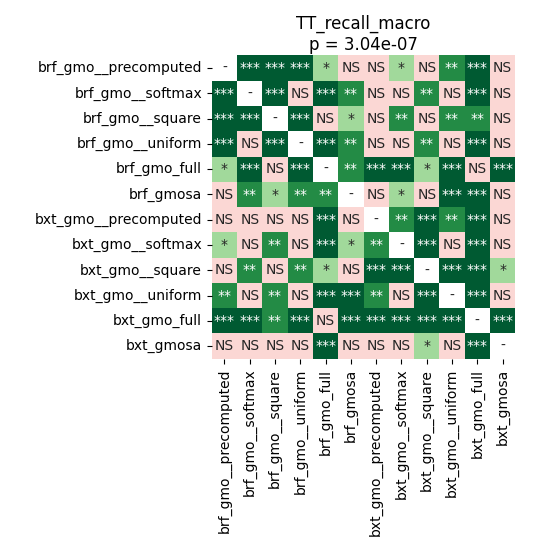 TT_recall_macro
p = 3.04e-07
brf_gmo__precomputed - *** *** *** * NS NS * NS ** *** NS
brf_gmo__softmax *** - *** NS *** ** NS NS ** NS *** NS
brf_gmo__square *** *** - *** NS * NS ** NS ** ** NS
brf_gmo__uniform *** NS *** - *** ** NS NS ** NS *** NS
brf_gmo_full * *** NS *** - ** *** *** * *** NS ***
brf_gmosa NS ** * ** ** - NS * NS *** *** NS
bxt_gmo__precomputed NS NS NS NS *** NS - ** *** ** *** NS
bxt_gmo__softmax * NS ** NS *** * ** - *** NS *** NS
bxt_gmo__square NS ** NS ** * NS *** *** - *** *** *
bxt_gmo__uniform ** NS ** NS *** *** ** NS *** - *** NS
bxt_gmo_full *** *** ** *** NS *** *** *** *** *** - ***
bxt_gmosa NS NS NS NS *** NS NS NS * NS *** -
brf_gmo__precomputed
brf_gmo__softmax
brf_gmo__square
brf_gmo__uniform
brf_gmo_full
brf_gmosa
bxt_gmo__precomputed
bxt_gmo__softmax
bxt_gmo__square
bxt_gmo__uniform
bxt_gmo_full
bxt_gmosa